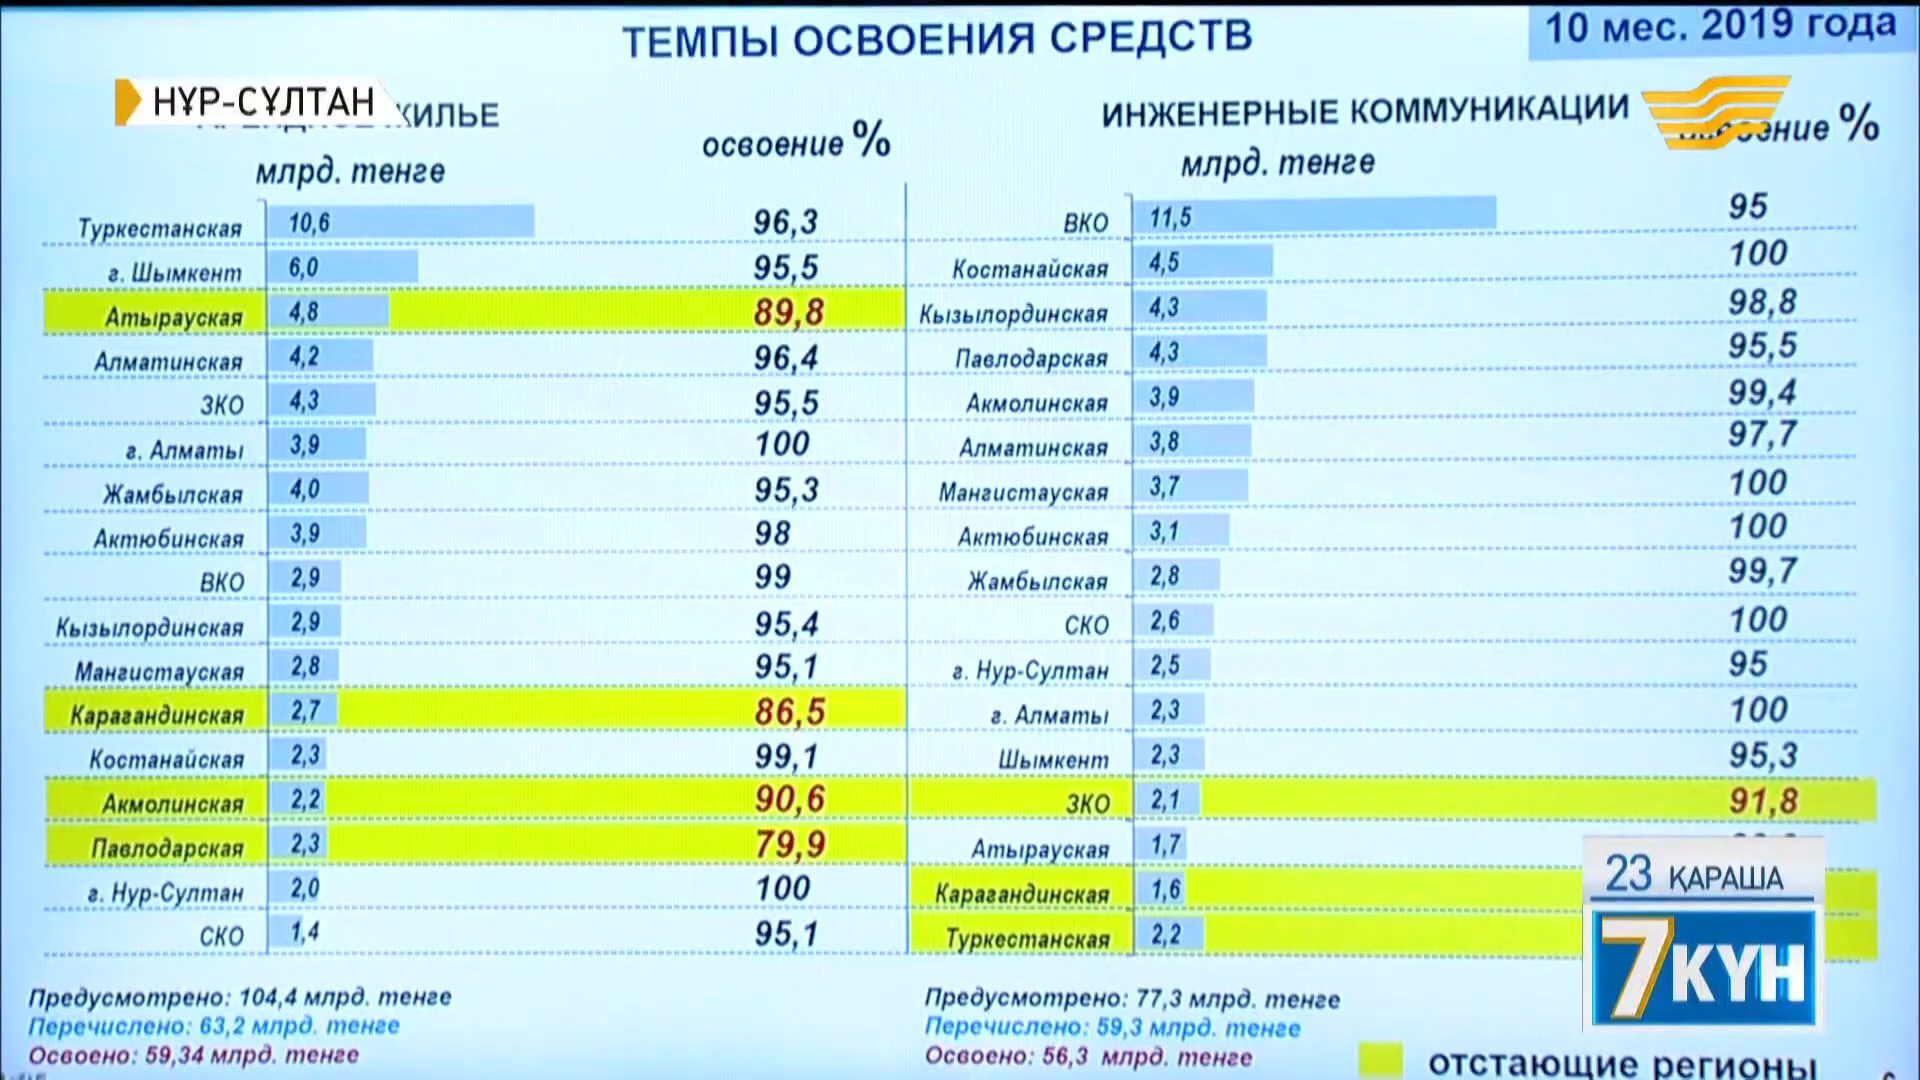 ТЕМПЫ ОСВОЕНИЯ СРЕДСТВ
10 мес. 2019 года
НҰР-СҰЛТАН
ЖИЛЬЕ
млрд. тенге
освоение %
Туркестанская 10,6 96,3
г. Шымкент 6,0 95,5
Атырауская 4,8 89,8
Алматинская 4,2 96,4
ЗКО 4,3 95,5
г. Алматы 3,9 100
Жамбылская 4,0 95,3
Актюбинская 3,9 98
ВКО 2,9 99
Кызылординская 2,9 95,4
Мангистауская 2,8 95,1
Карагандинская 2,7 86,5
Костанайская 2,3 99,1
Акмолинская 2,2 90,6
Павлодарская 2,3 79,9
г. Нур-Султан 2,0 100
СКО 1,4 95,1
Предусмотрено: 104,4 млрд. тенге
Перечислено: 63,2 млрд. тенге
Освоено: 59,34 млрд. тенге
ИНЖЕНЕРНЫЕ КОММУНИКАЦИИ
млрд. тенге
%
ВКО 11,5 95
Костанайская 4,5 100
Кызылординская 4,3 98,8
Павлодарская 4,3 95,5
Акмолинская 3,9 99,4
Алматинская 3,8 97,7
Мангистауская 3,7 100
Актюбинская 3,1 100
Жамбылская 2,8 99,7
СКО 2,6 100
г. Нур-Султан 2,5 95
г. Алматы 2,3 100
Шымкент 2,3 95,3
ЗКО 2,1 91,8
Атырауская 1,7
Карагандинская 1,6
Туркестанская 2,2
Предусмотрено: 77,3 млрд. тенге
Перечислено: 59,3 млрд. тенге
Освоено: 56,3 млрд. тенге
отстающие регионы
23 ҚАРАША
7 КҮН